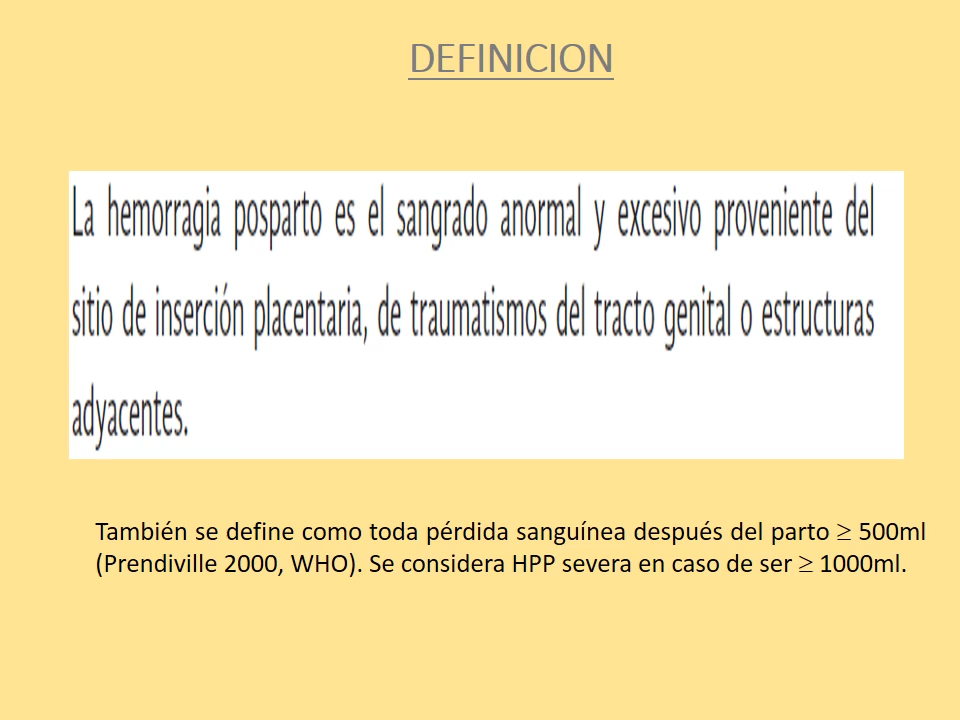 DEFINICION
La hemorragia posparto es el sangrado anormal y excesivo proveniente del
sitio de inserción placentaria, de traumatismos del tracto genital o estructuras
adyacentes.
También se define como toda pérdida sanguínea después del parto ≥ 500ml
(Prendiville 2000, WHO). Se considera HPP severa en caso de ser ≥ 1000ml.